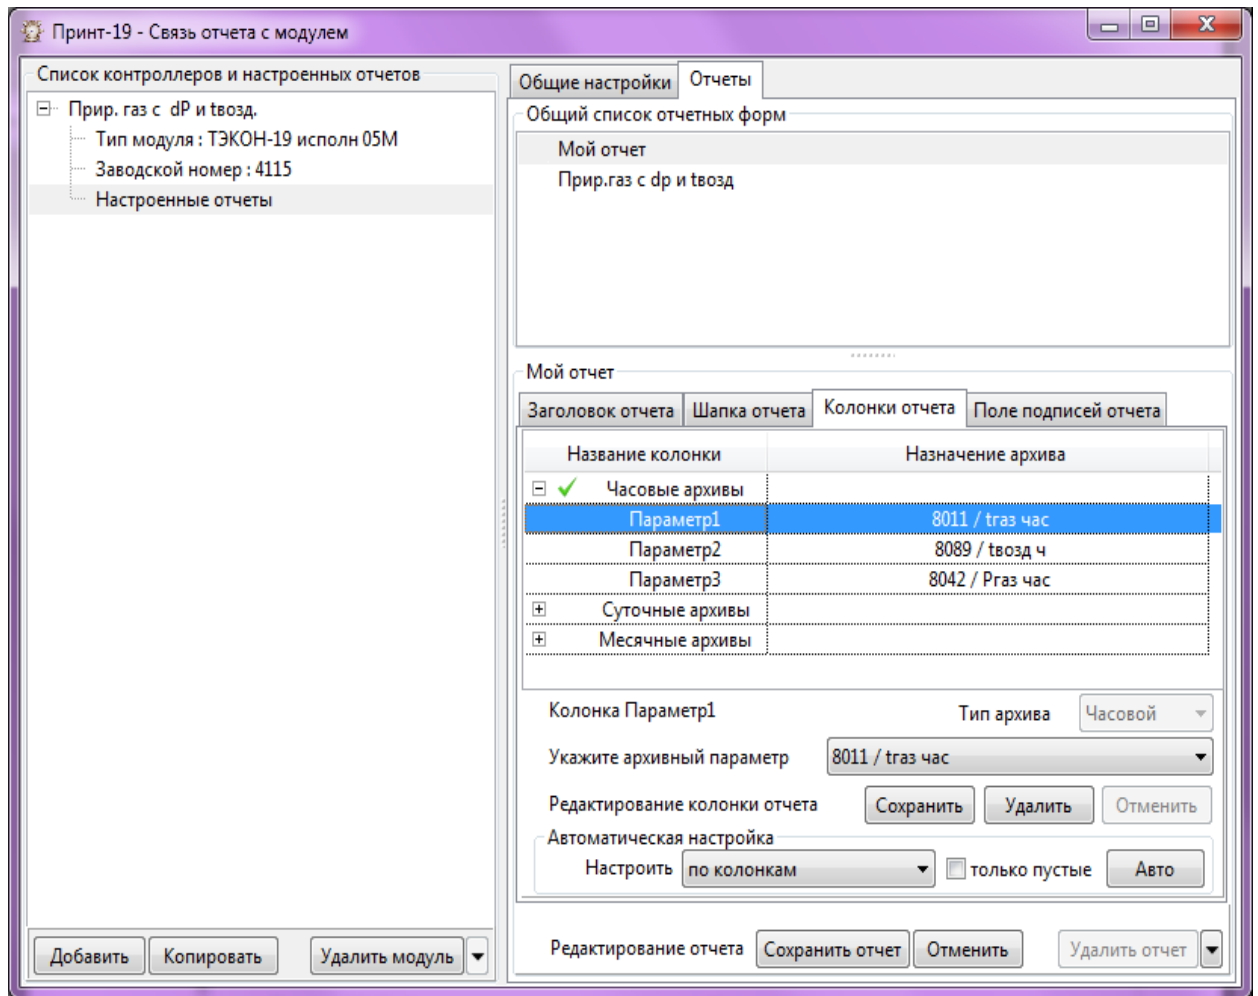 Принт-19 - Связь отчета с модулем
Список контроллеров и настроенных отчетов
Прир. газ с dP и tвозд.
Тип модуля : ТЭКОН-19 исполн 05М
Заводской номер : 4115
Настроенные отчеты
Добавить Копировать Удалить модуль
Общие настройки Отчеты
Общий список отчетных форм
Мой отчет
Прир.газ с dp и tвозд
Мой отчет
Заголовок отчета Шапка отчета Колонки отчета Поле подписей отчета
Название колонки Назначение архива
Часовые архивы
Параметр1 8011 / tгаз час
Параметр2 8089 / tвозд ч
Параметр3 8042 / Ргаз час
Суточные архивы
Месячные архивы
Колонка Параметр1 Тип архива Часовой
Укажите архивный параметр 8011 / tгаз час
Редактирование колонки отчета Сохранить Удалить Отменить
Автоматическая настройка
Настроить по колонкам только пустые Авто
Редактирование отчета Сохранить отчет Отменить Удалить отчет